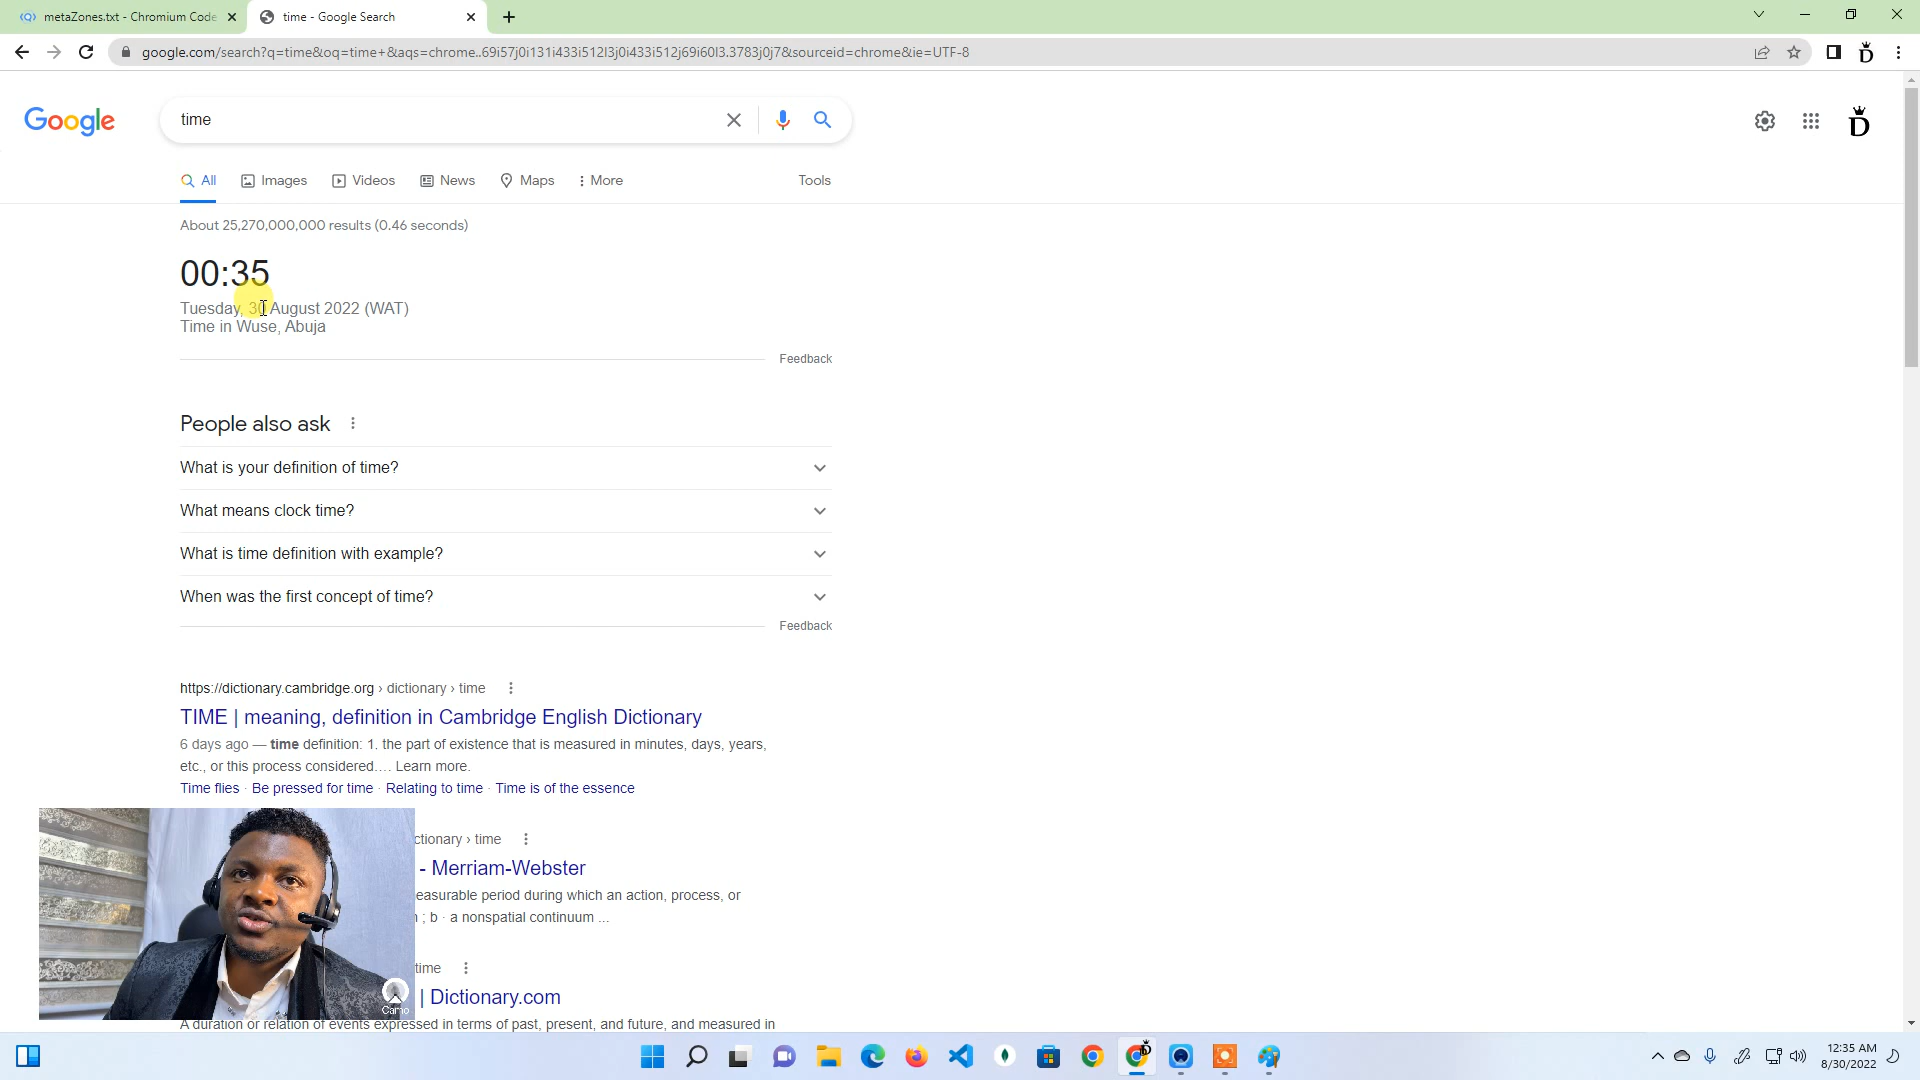 metaZones.txt - Chromium Code
time - Google Search
google.com/search?q=time&oq=time+&aqs=chrome..69i57j0i131i433i512l3j0i433i512j69i60l3.3783j0j7&sourceid=chrome&ie=UTF-8
Google
time
D
All
Images
Videos
News
Maps
More
Tools
About 25,270,000,000 results (0.46 seconds)
00:35
Tuesday, 30 August 2022 (WAT)
Time in Wuse, Abuja
Feedback
People also ask
What is your definition of time?
What means clock time?
What is time definition with example?
When was the first concept of time?
Feedback
https://dictionary.cambridge.org › dictionary › time
TIME | meaning, definition in Cambridge English Dictionary
6 days ago — time definition: 1. the part of existence that is measured in minutes, days, years,
etc., or this process considered.... Learn more.
Time flies · Be pressed for time · Relating to time · Time is of the essence
ctionary › time
- Merriam-Webster
easurable period during which an action, process, or
; b · a nonspatial continuum ...
time
| Dictionary.com
A duration or relation of events expressed in terms of past, present, and future, and measured in
Camo
12:35 AM
8/30/2022